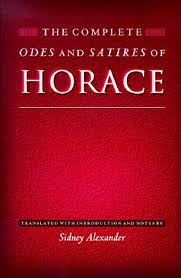 THE COMPLETE
ODES AND SATIRES OF
HORACE
TRANSLATED WITH INTRODUCTION AND NOTES BY
Sidney Alexander